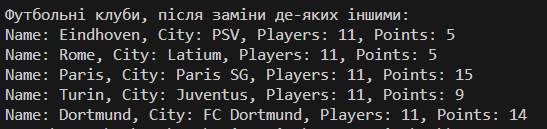 Футбольні клуби, після заміни де-яких іншими:
Name: Eindhoven, City: PSV, Players: 11, Points: 5
Name: Rome, City: Latium, Players: 11, Points: 5
Name: Paris, City: Paris SG, Players: 11, Points: 15
Name: Turin, City: Juventus, Players: 11, Points: 9
Name: Dortmund, City: FC Dortmund, Players: 11, Points: 14